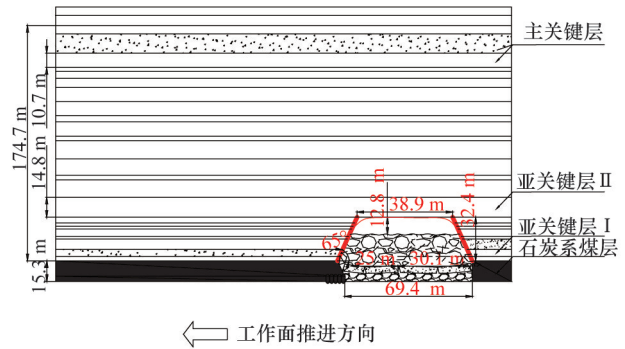 主关键层
174.7 m
10.7 m
14.8 m
12.8 m
38.9 m
32.4 m
亚关键层Ⅱ
亚关键层Ⅰ
65°
石炭系煤层
15.3 m
69.4 m
工作面推进方向